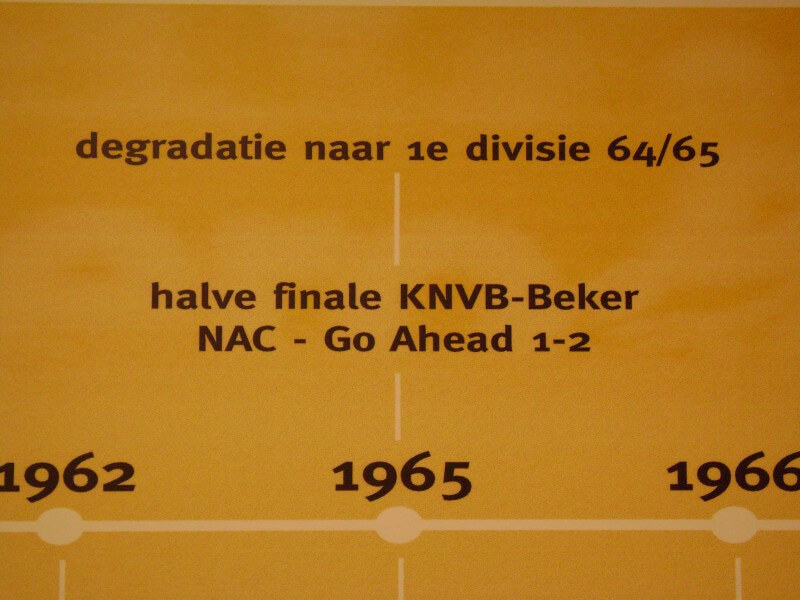 degradatie naar 1e divisie 64/65
halve finale KNVB-Beker
NAC - Go Ahead 1-2
1962 1965 1966